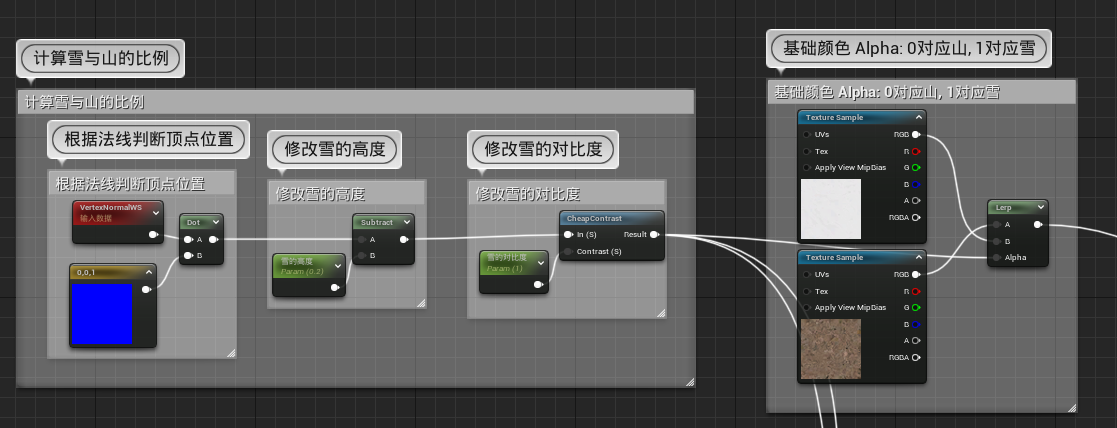 计算雪与山的比例
计算雪与山的比例
根据法线判断顶点位置
根据法线判断顶点位置
VertexNormalWS
输入数据
0,0,1
Dot
A
B
修改雪的高度
修改雪的高度
雪的高度
Param (0.2)
Subtract
A
B
修改雪的对比度
修改雪的对比度
雪的对比度
Param (1)
CheapContrast
In (S) Result
Contrast (S)
基础颜色 Alpha: 0对应山, 1对应雪
基础颜色 Alpha: 0对应山, 1对应雪
Texture Sample
UVs RGB
Tex R
Apply View MipBias G
B
A
RGBA
Texture Sample
UVs RGB
Tex R
Apply View MipBias G
B
A
RGBA
Lerp
A
B
Alpha